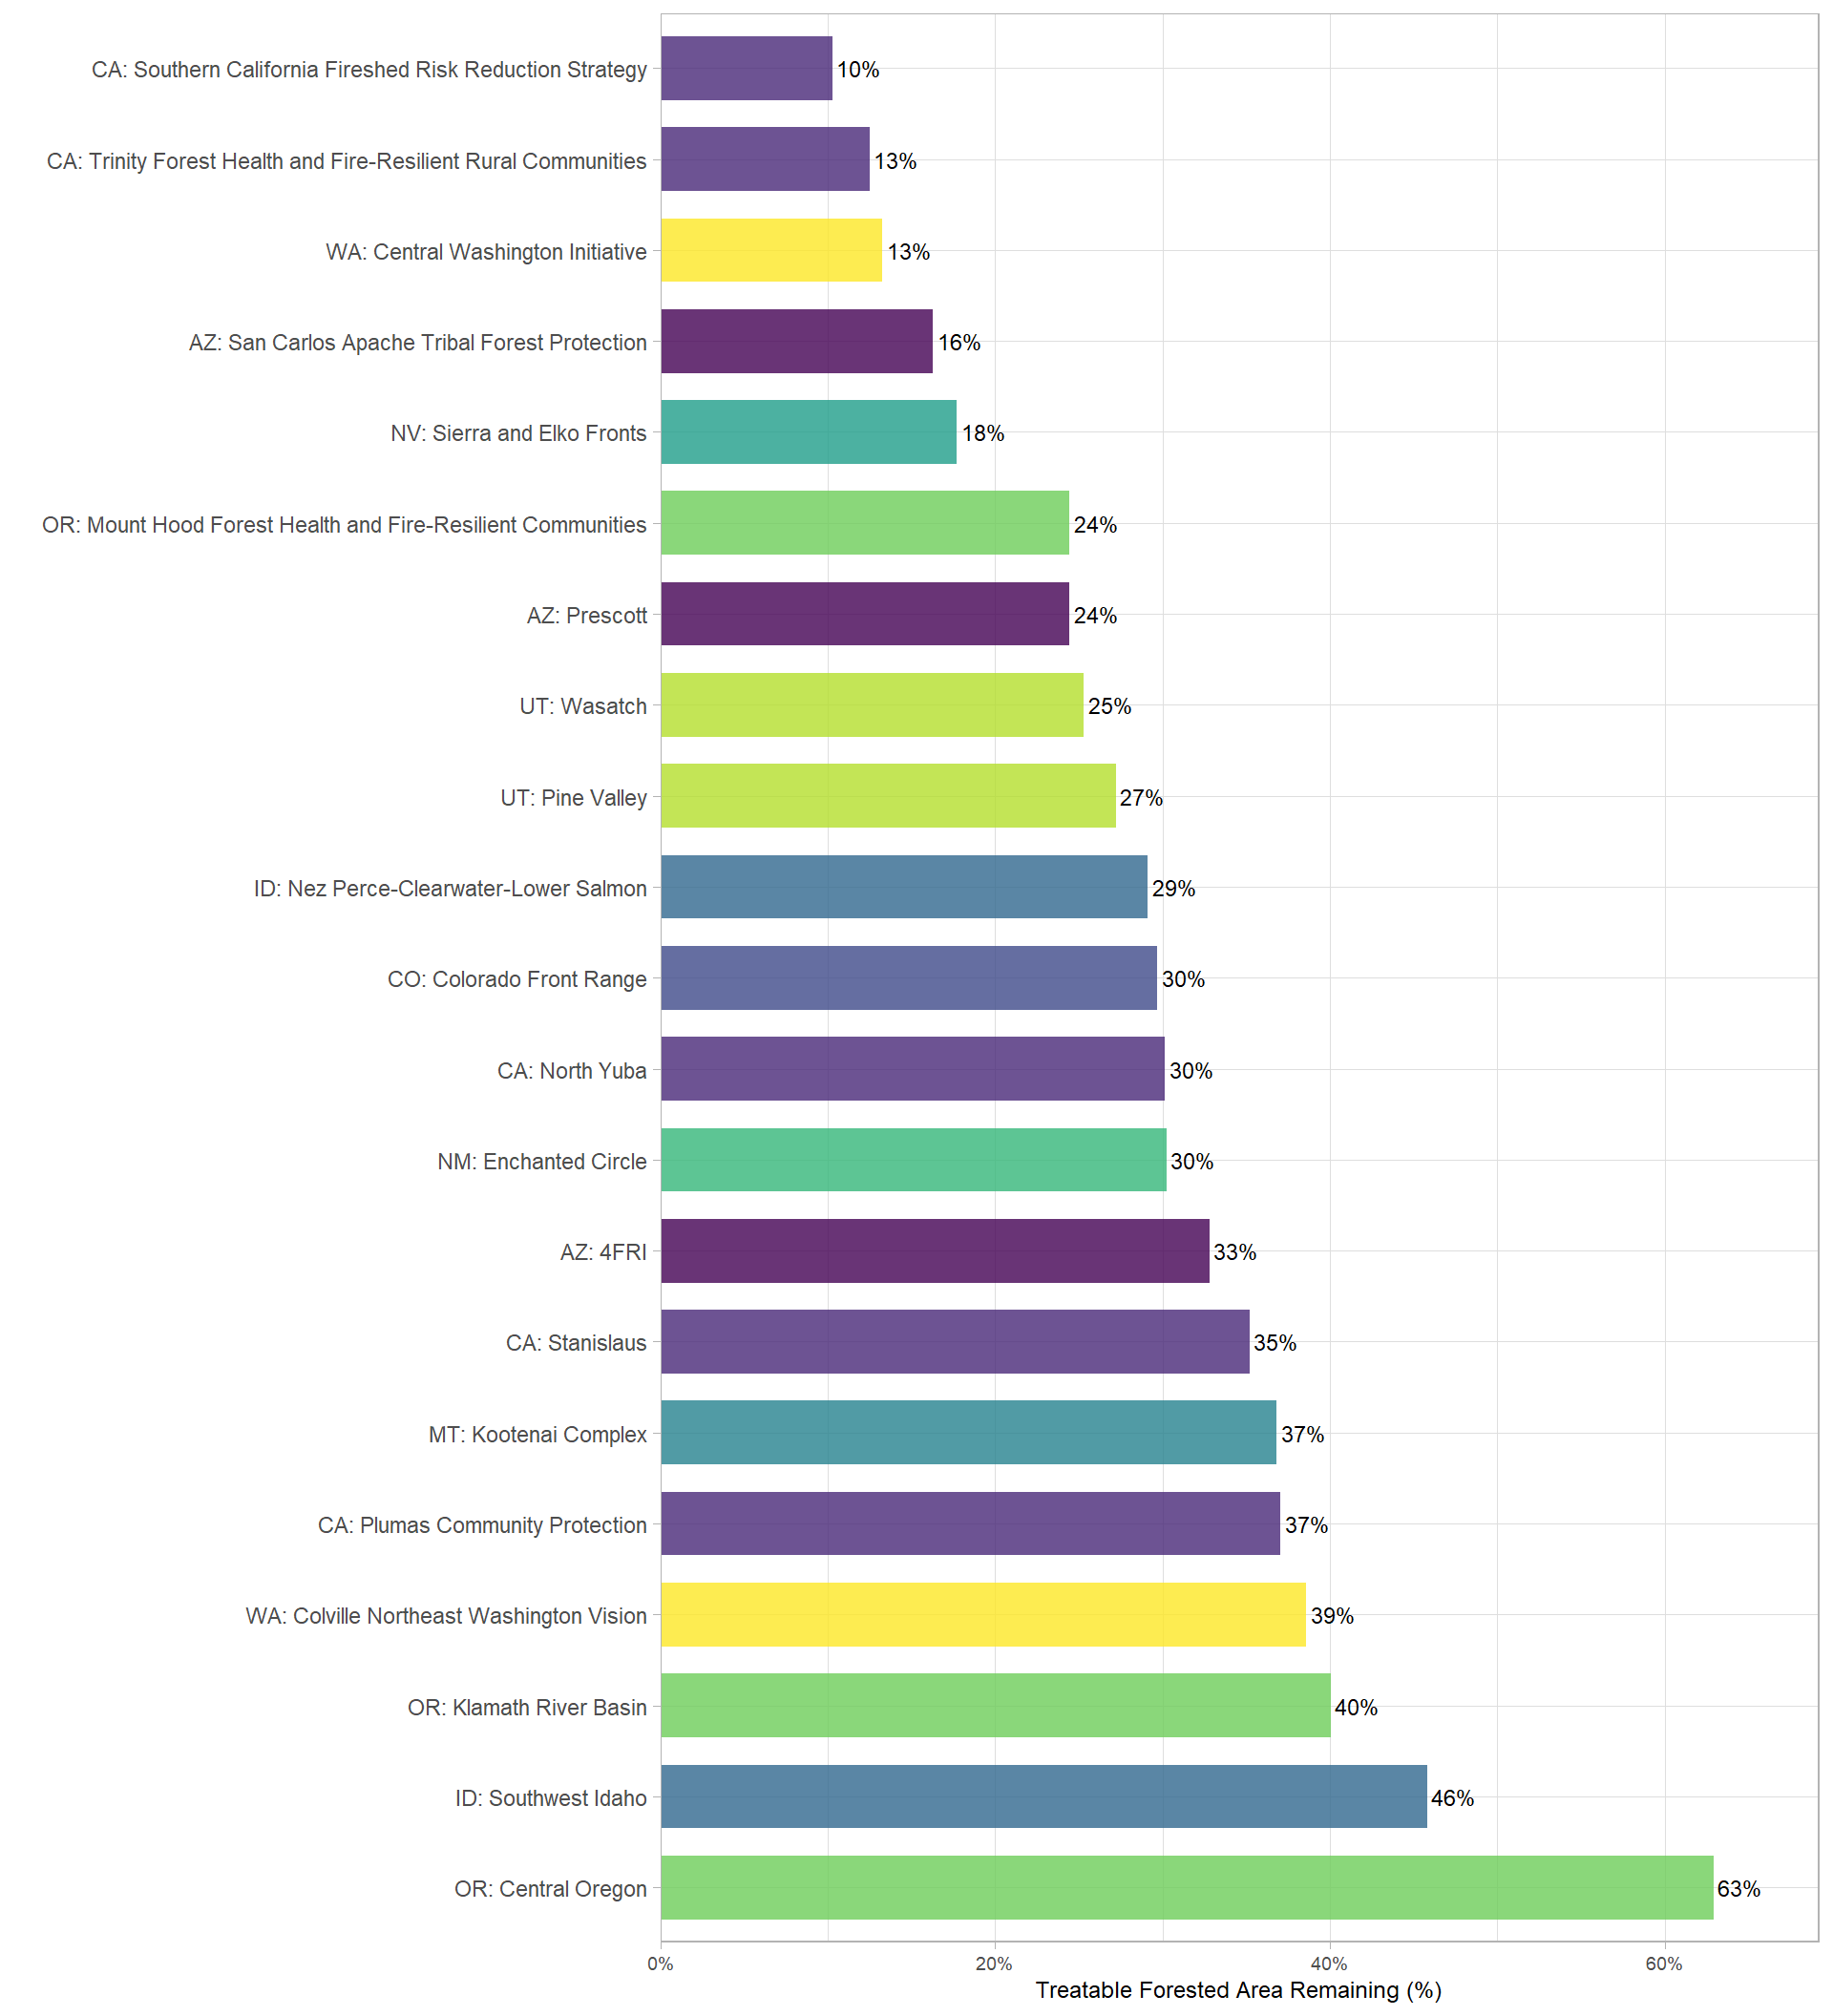 CA: Southern California Fireshed Risk Reduction Strategy 10%
CA: Trinity Forest Health and Fire-Resilient Rural Communities 13%
WA: Central Washington Initiative 13%
AZ: San Carlos Apache Tribal Forest Protection 16%
NV: Sierra and Elko Fronts 18%
OR: Mount Hood Forest Health and Fire-Resilient Communities 24%
AZ: Prescott 24%
UT: Wasatch 25%
UT: Pine Valley 27%
ID: Nez Perce-Clearwater-Lower Salmon 29%
CO: Colorado Front Range 30%
CA: North Yuba 30%
NM: Enchanted Circle 30%
AZ: 4FRI 33%
CA: Stanislaus 35%
MT: Kootenai Complex 37%
CA: Plumas Community Protection 37%
WA: Colville Northeast Washington Vision 39%
OR: Klamath River Basin 40%
ID: Southwest Idaho 46%
OR: Central Oregon 63%
0% 20% 40% 60%
Treatable Forested Area Remaining (%)